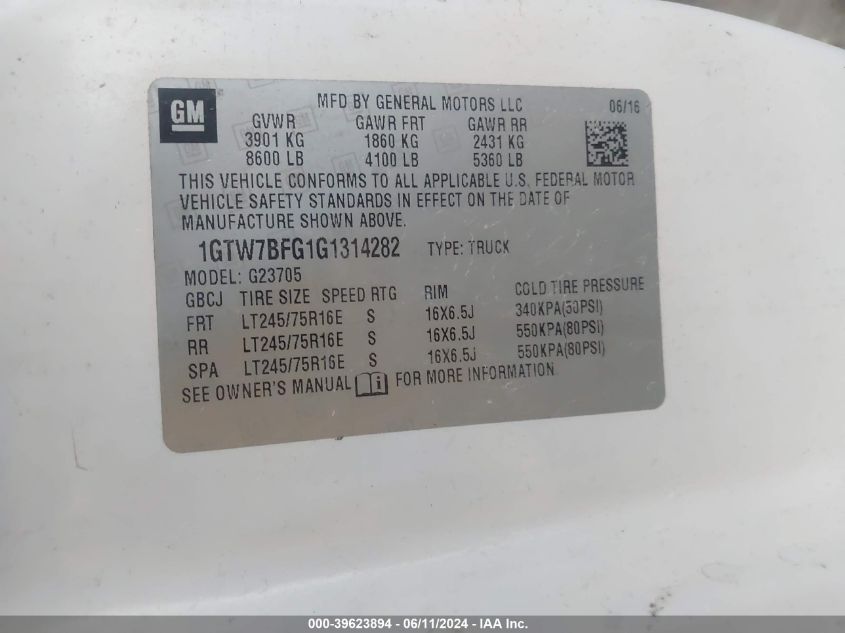 GM
MFD BY GENERAL MOTORS LLC 06/16
GVWR GAWR FRT GAWR RR
3901 KG 1860 KG 2431 KG
8600 LB 4100 LB 5360 LB
THIS VEHICLE CONFORMS TO ALL APPLICABLE U.S. FEDERAL MOTOR
VEHICLE SAFETY STANDARDS IN EFFECT ON THE DATE OF
MANUFACTURE SHOWN ABOVE.
1GTW7BFG1G1314282 TYPE: TRUCK
MODEL: G23705
GBCJ TIRE SIZE SPEED RTG RIM COLD TIRE PRESSURE
FRT LT245/75R16E S 16X6.5J 340KPA(50PSI)
RR LT245/75R16E S 16X6.5J 550KPA(80PSI)
SPA LT245/75R16E S 16X6.5J 550KPA(80PSI)
SEE OWNER'S MANUAL i FOR MORE INFORMATION
000-39623894 - 06/11/2024 - IAA Inc.